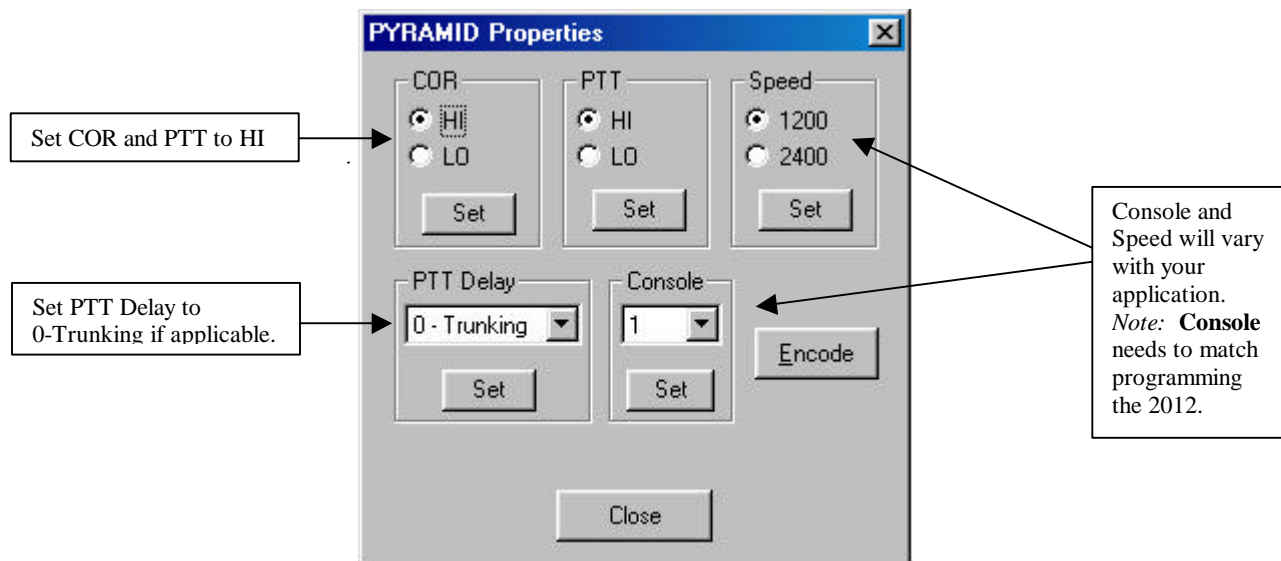 PYRAMID Properties
COR
PTT
Speed
HI
HI
1200
LO
LO
2400
Set
Set
Set
PTT Delay
Console
0 - Trunking
1
Encode
Set
Set
Close
Set COR and PTT to HI
Set PTT Delay to
0-Trunking if applicable.
Console and
Speed will vary
with your
application.
Note: Console
needs to match
programming
the 2012.